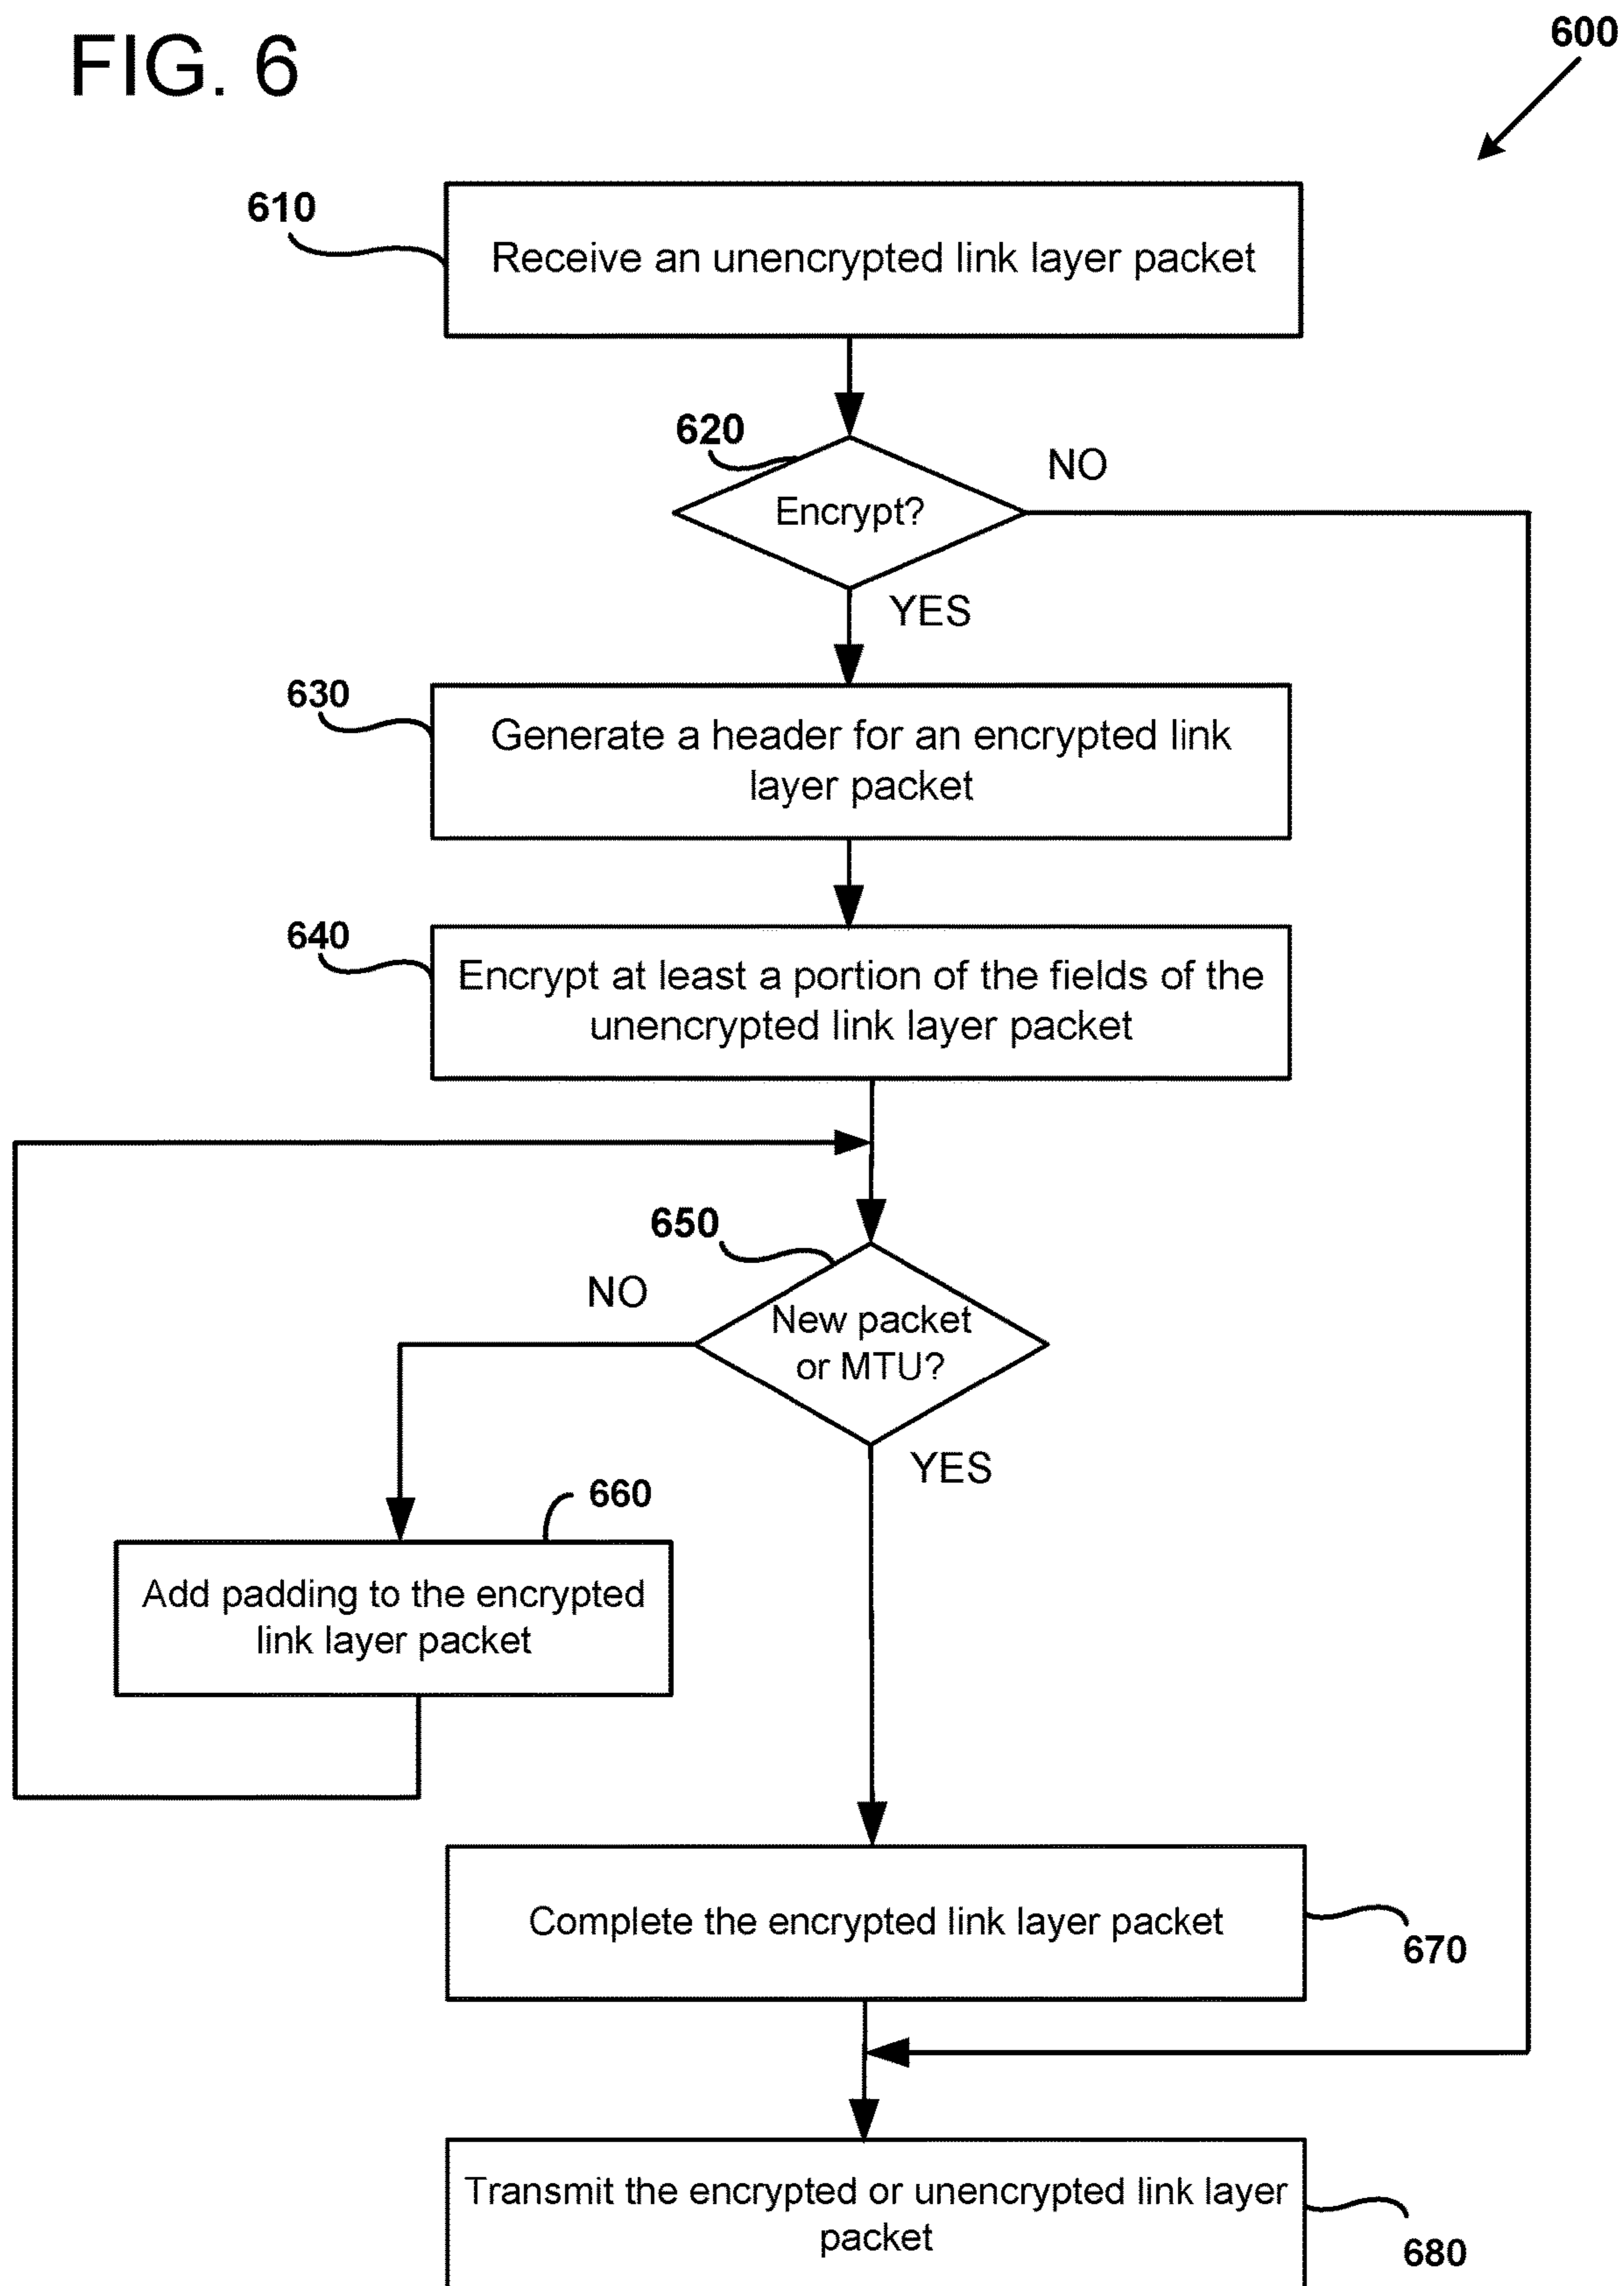 FIG. 6
600
610
Receive an unencrypted link layer packet
620
NO
Encrypt?
YES
630
Generate a header for an encrypted link
layer packet
640
Encrypt at least a portion of the fields of the
unencrypted link layer packet
650
NO
New packet
or MTU?
YES
660
Add padding to the encrypted
link layer packet
Complete the encrypted link layer packet
670
Transmit the encrypted or unencrypted link layer
packet
680